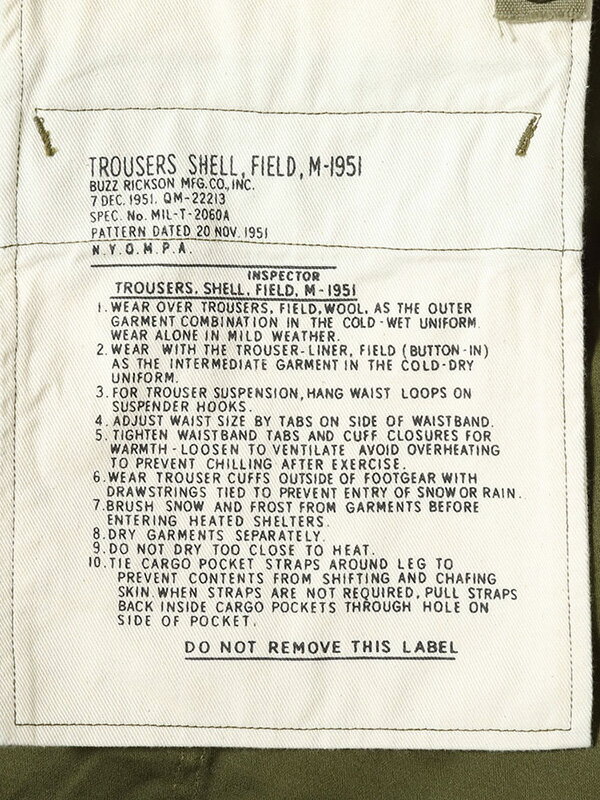 TROUSERS SHELL, FIELD, M-1951
BUZZ RICKSON MFG.CO., INC.
7 DEC. 1951. QM-22213
SPEC. No. MIL-T-2060A
PATTERN DATED 20 NOV. 1951
N.Y.Q.M.P.A.
INSPECTOR
TROUSERS, SHELL, FIELD, M-1951
1. WEAR OVER TROUSERS, FIELD, WOOL, AS THE OUTER
GARMENT COMBINATION IN THE COLD-WET UNIFORM.
WEAR ALONE IN MILD WEATHER.
2. WEAR WITH THE TROUSER-LINER, FIELD (BUTTON-IN)
AS THE INTERMEDIATE GARMENT IN THE COLD-DRY
UNIFORM.
3. FOR TROUSER SUSPENSION, HANG WAIST LOOPS ON
SUSPENDER HOOKS.
4. ADJUST WAIST SIZE BY TABS ON SIDE OF WAISTBAND.
5. TIGHTEN WAISTBAND TABS AND CUFF CLOSURES FOR
WARMTH-LOOSEN TO VENTILATE AVOID OVERHEATING
TO PREVENT CHILLING AFTER EXERCISE.
6. WEAR TROUSER CUFFS OUTSIDE OF FOOTGEAR WITH
DRAWSTRINGS TIED TO PREVENT ENTRY OF SNOW OR RAIN.
7. BRUSH SNOW AND FROST FROM GARMENTS BEFORE
ENTERING HEATED SHELTERS.
8. DRY GARMENTS SEPARATELY.
9. DO NOT DRY TOO CLOSE TO HEAT.
10. TIE CARGO POCKET STRAPS AROUND LEG TO
PREVENT CONTENTS FROM SHIFTING AND CHAFING
SKIN. WHEN STRAPS ARE NOT REQUIRED, PULL STRAPS
BACK INSIDE CARGO POCKETS THROUGH HOLE ON
SIDE OF POCKET.
DO NOT REMOVE THIS LABEL